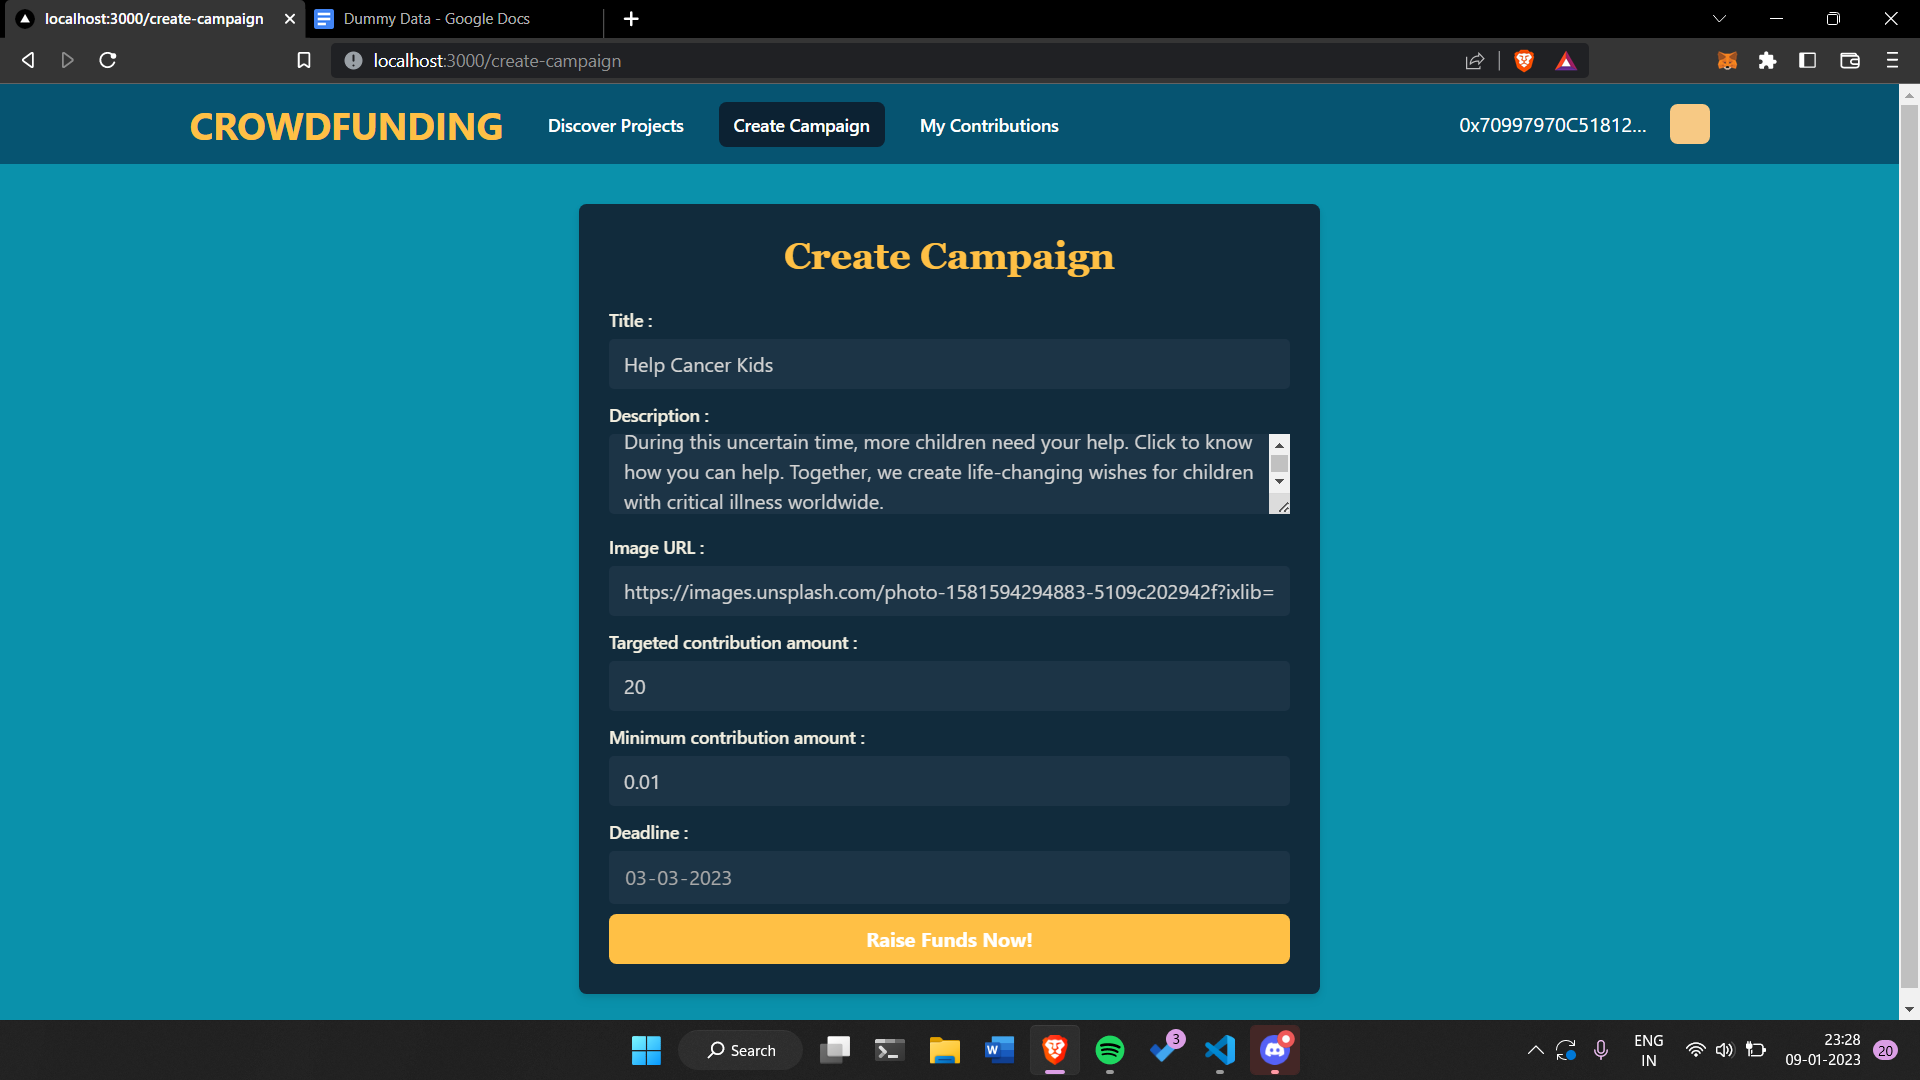 localhost:3000/create-campaign
Dummy Data - Google Docs
localhost:3000/create-campaign
CROWDFUNDING
Discover Projects
Create Campaign
My Contributions
0x70997970C51812...
Create Campaign
Title :
Help Cancer Kids
Description :
During this uncertain time, more children need your help. Click to know
how you can help. Together, we create life-changing wishes for children
with critical illness worldwide.
Image URL :
https://images.unsplash.com/photo-1581594294883-5109c202942f?ixlib=
Targeted contribution amount :
20
Minimum contribution amount :
0.01
Deadline :
03-03-2023
Raise Funds Now!
Search
W
3
ENG
IN
23:28
09-01-2023
20